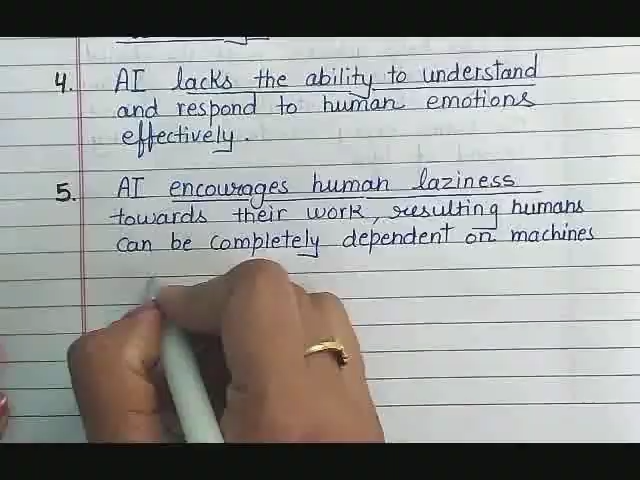 4. AI lacks the ability to understand
and respond to human emotions
effectively.
5. AI encourages human laziness
towards their work, resulting humans
can be completely dependent on machines